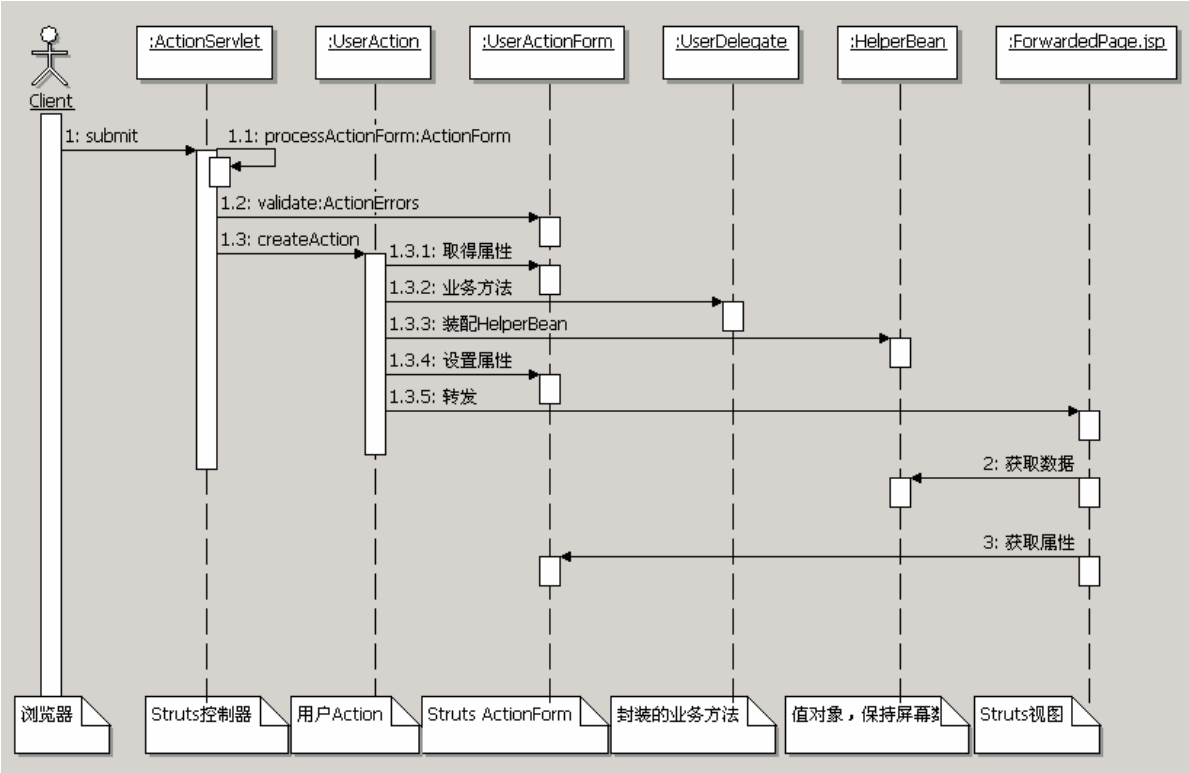 :ActionServlet
:UserAction
:UserActionForm
:UserDelegate
:HelperBean
:ForwardedPage.jsp
Client
1: submit
1.1: processActionForm:ActionForm
1.2: validate:ActionErrors
1.3: createAction
1.3.1: 取得属性
1.3.2: 业务方法
1.3.3: 装配HelperBean
1.3.4: 设置属性
1.3.5: 转发
2: 获取数据
3: 获取属性
浏览器
Struts控制器
用户Action
Struts ActionForm
封装的业务方法
值对象，保持屏幕
Struts视图